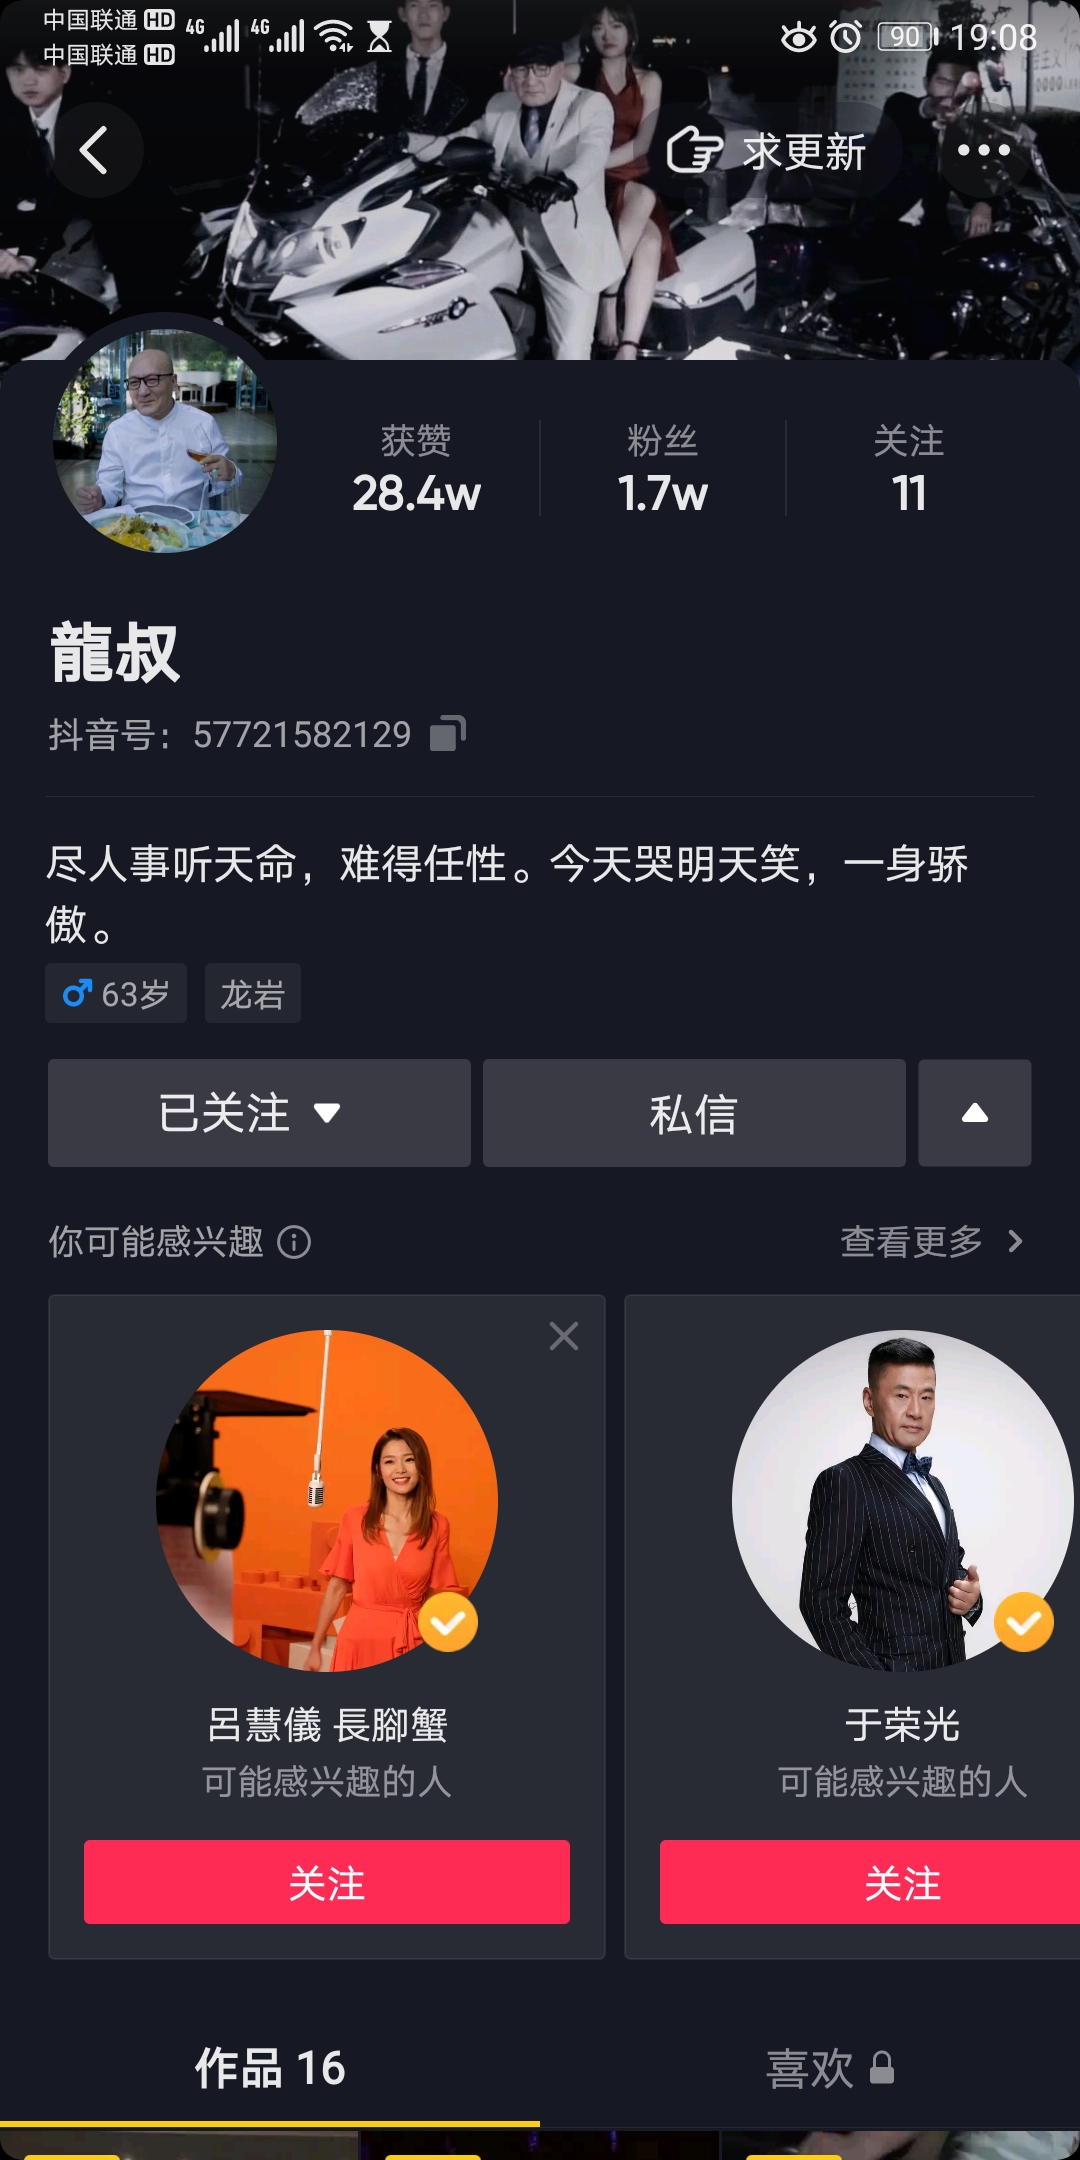 中国联通 HD 4G 4G 90 19:08
中国联通 HD
求更新
获赞 粉丝 关注
28.4w 1.7w 11
龍叔
抖音号：57721582129
尽人事听天命，难得任性。今天哭明天笑，一身骄
傲。
63岁 龙岩
已关注 私信
你可能感兴趣 查看更多
呂慧儀 長腳蟹 于荣光
可能感兴趣的人 可能感兴趣的人
关注 关注
作品 16 喜欢